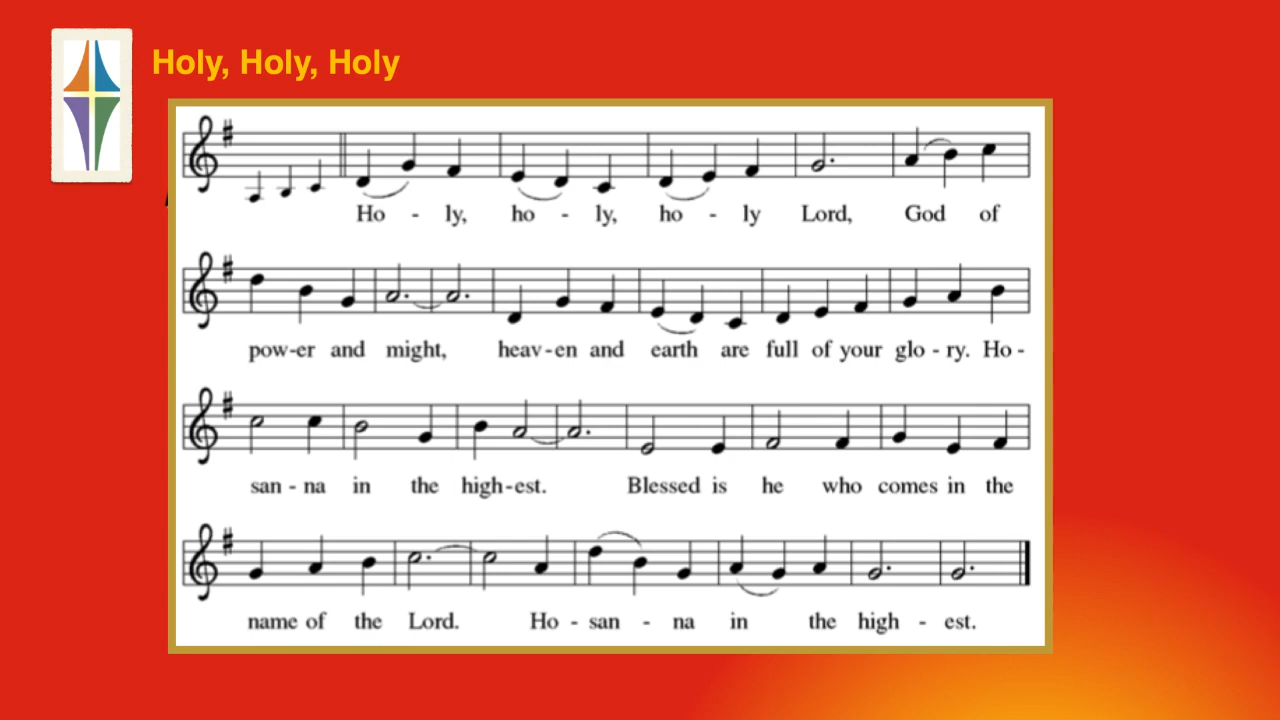 Holy, Holy, Holy
Ho - ly, ho - ly, ho - ly Lord, God of
pow-er and might, heav-en and earth are full of your glo - ry. Ho -
san - na in the high-est. Blessed is he who comes in the
name of the Lord. Ho - san - na in the high - est.